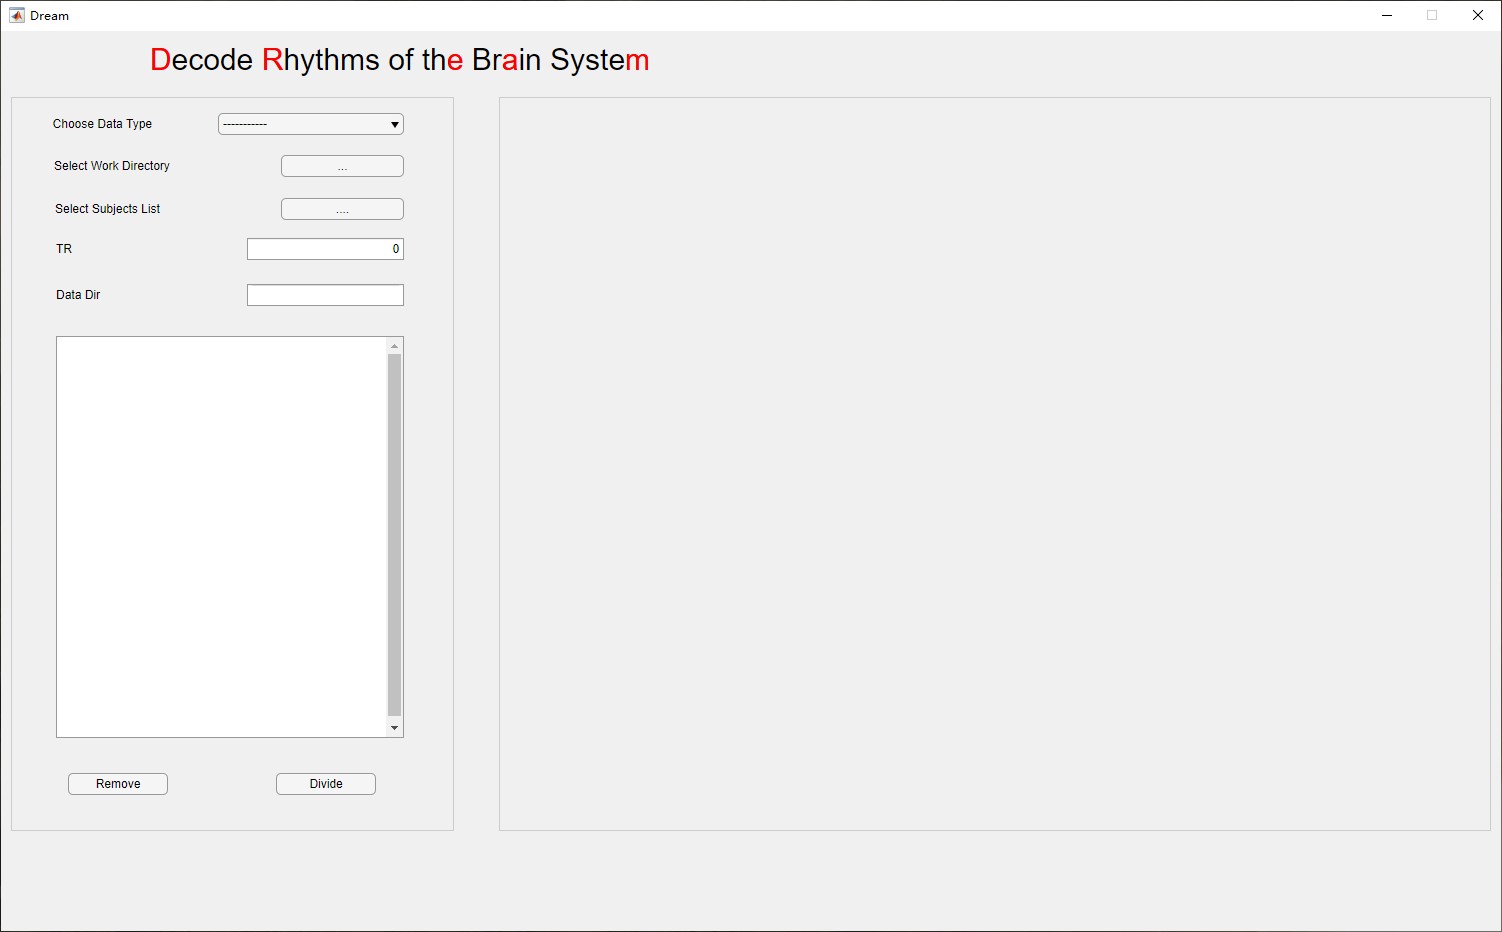 Dream
Decode Rhythms of the Brain System
Choose Data Type
-----------
Select Work Directory
...
Select Subjects List
....
TR
0
Data Dir
Remove
Divide